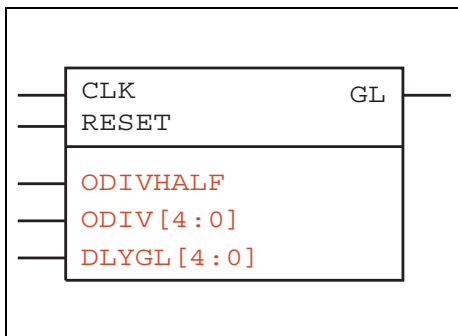 CLK GL
RESET
ODIVHALF
ODIV[4:0]
DLYGL[4:0]